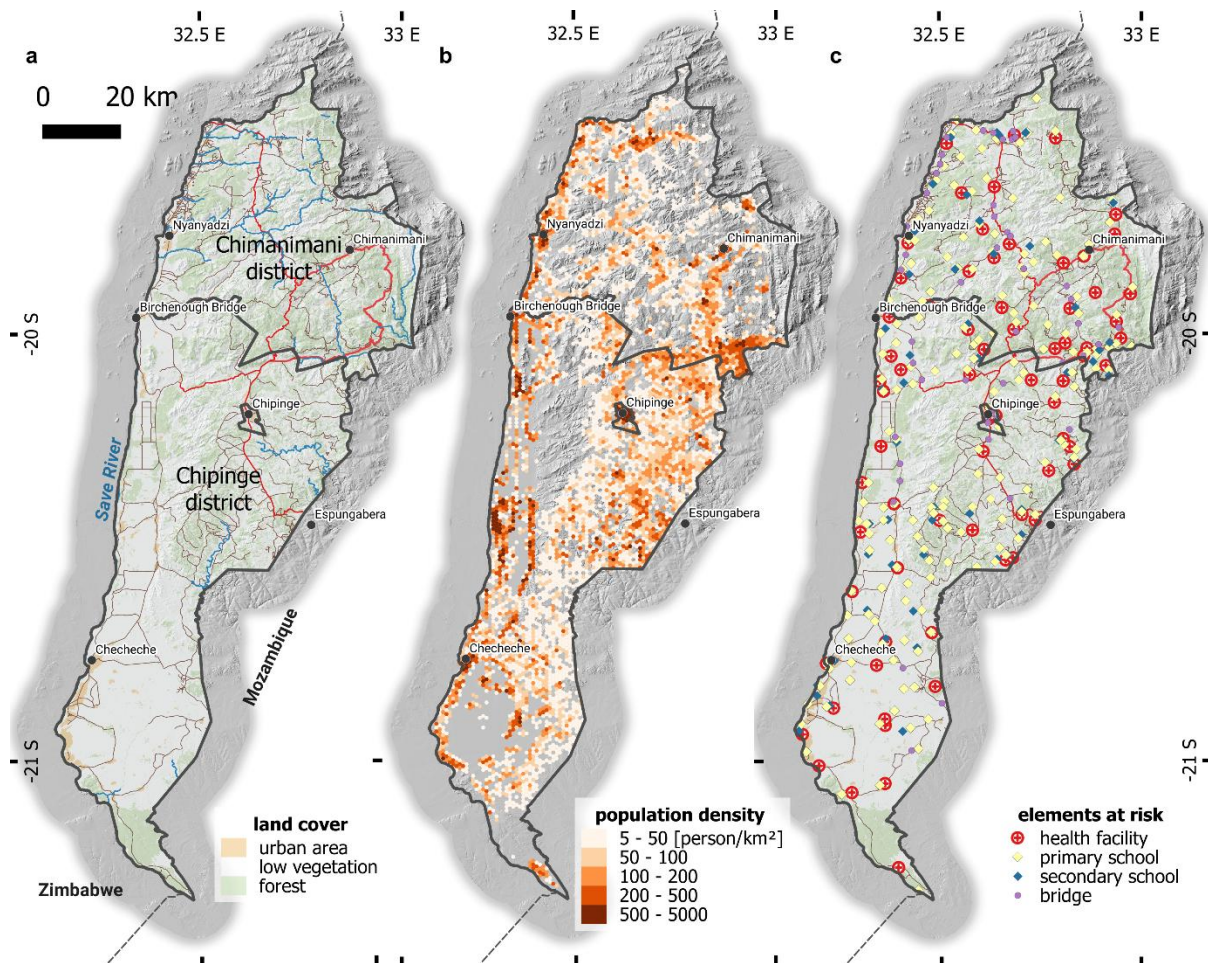 32.5 E
33 E
32.5 E
33 E
32.5 E
33 E
a
b
c
0 20 km
Nyanyadzi
Chimanimani
district
Chimanimani
Birchenough Bridge
-20 S
Chipinge
Save River
Chipinge
district
Espungabera
Mozambique
Checheche
-21 S
Zimbabwe
land cover
urban area
low vegetation
forest
Nyanyadzi
Chimanimani
Birchenough Bridge
Chipinge
Espungabera
Checheche
population density
5 - 50 [person/km²]
50 - 100
100 - 200
200 - 500
500 - 5000
Nyanyadzi
Chimanimani
Birchenough Bridge
-20 S
Chipinge
Espungabera
Checheche
-21 S
elements at risk
health facility
primary school
secondary school
bridge